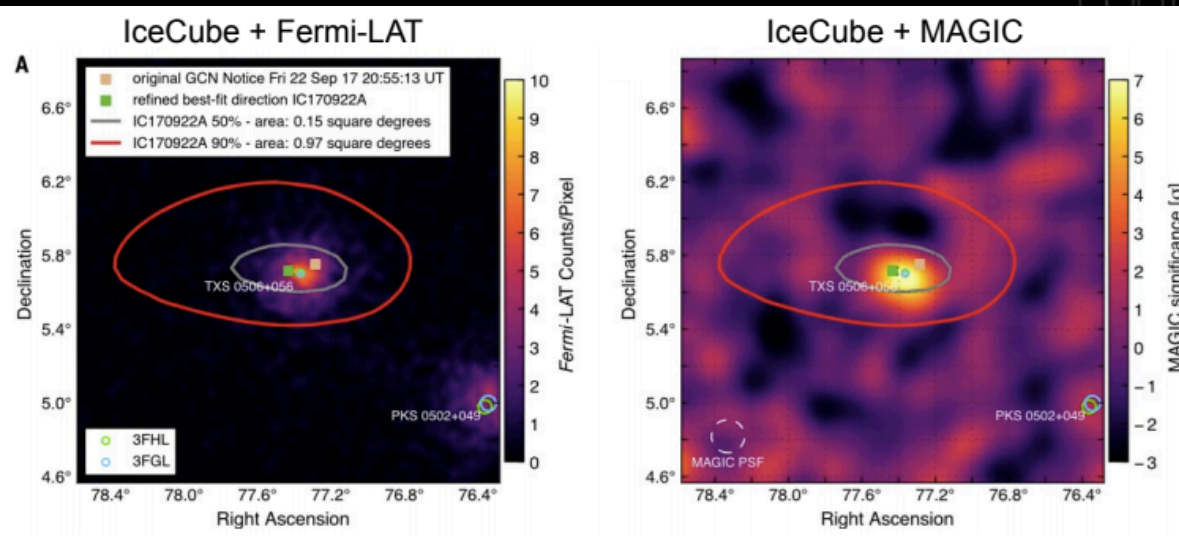 IceCube + Fermi-LAT
A
original GCN Notice Fri 22 Sep 17 20:55:13 UT
refined best-fit direction IC170922A
IC170922A 50% - area: 0.15 square degrees
IC170922A 90% - area: 0.97 square degrees
6.6°
6.2°
5.8°
5.4°
5.0°
4.6°
Declination
TXS 0506+056
PKS 0502+049
3FHL
3FGL
78.4°
78.0°
77.6°
77.2°
76.8°
76.4°
Right Ascension
10
9
8
7
6
5
4
3
2
1
0
Fermi-LAT Counts/Pixel
IceCube + MAGIC
6.6°
6.2°
5.8°
5.4°
5.0°
4.6°
Declination
TXS 0506+056
PKS 0502+049
MAGIC PSF
78.4°
78.0°
77.6°
77.2°
76.8°
76.4°
Right Ascension
7
6
5
4
3
2
1
0
−1
−2
−3
MAGIC significance [σ]